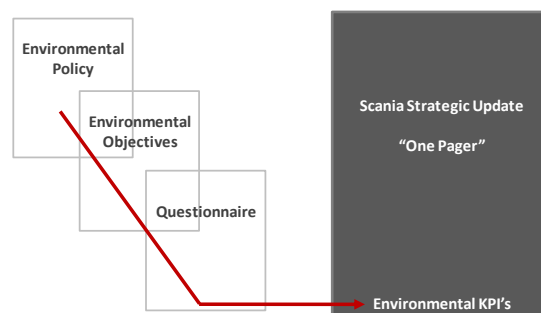 Environmental
Policy
Environmental
Objectives
Questionnaire
Scania Strategic Update
“One Pager”
Environmental KPI’s